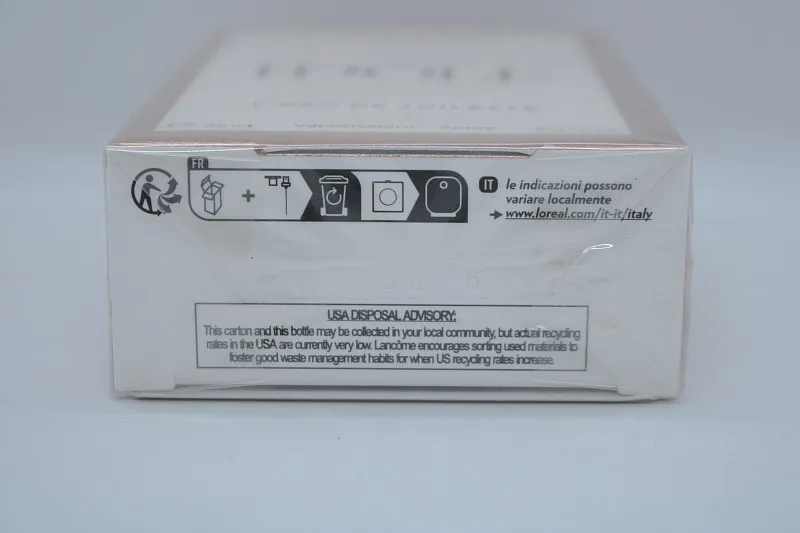 FR
IT le indicazioni possono
variare localmente
www.loreal.com/it-it/italy
USA DISPOSAL ADVISORY:
This carton and this bottle may be collected in your local community, but actual recycling
rates in the USA are currently very low. Lancôme encourages sorting used materials to
foster good waste management habits for when US recycling rates increase.